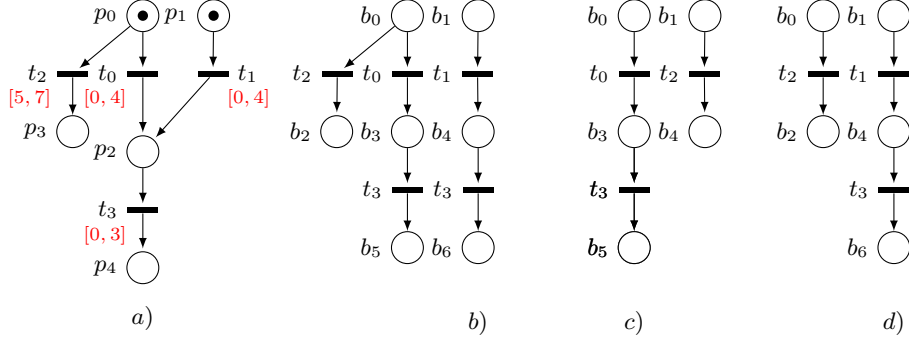 p₀ p₁ b₀ b₁ b₀ b₁ b₀ b₁
t₂ t₀ t₁ t₂ t₀ t₁ t₀ t₂ t₂ t₁
[5, 7] [0, 4] [0, 4]
p₃ p₂ b₂ b₃ b₄ b₃ b₄ b₂ b₄
t₃ t₃ t₃ t₃ t₃
[0, 3]
p₄ b₅ b₆ b₅ b₆
a) b) c) d)